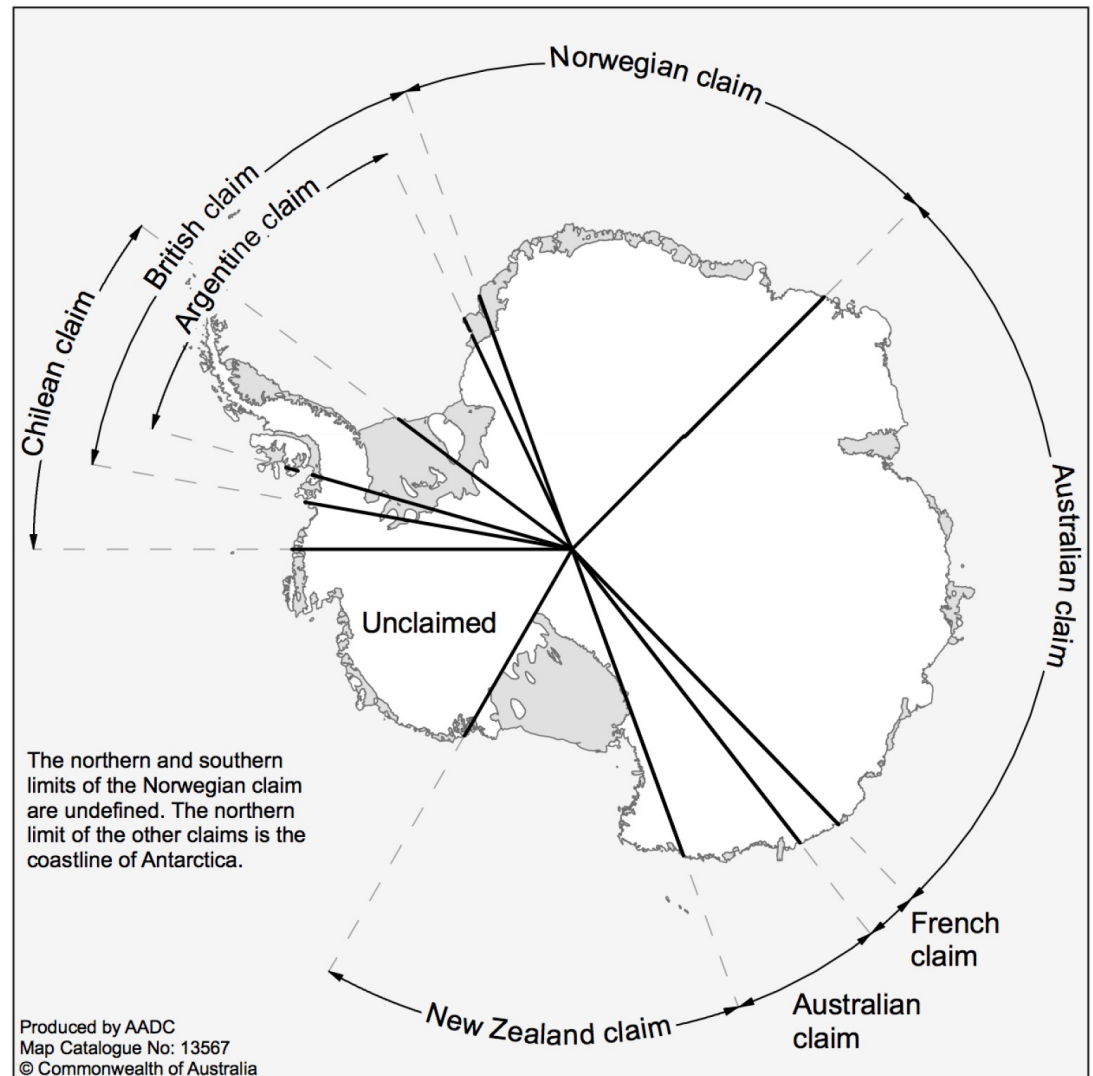 Norwegian claim
British claim
Argentine claim
Chilean claim
Australian claim
Unclaimed
The northern and southern
limits of the Norwegian claim
are undefined. The northern
limit of the other claims is the
coastline of Antarctica.
French
claim
Australian
claim
New Zealand claim
Produced by AADC
Map Catalogue No: 13567
© Commonwealth of Australia